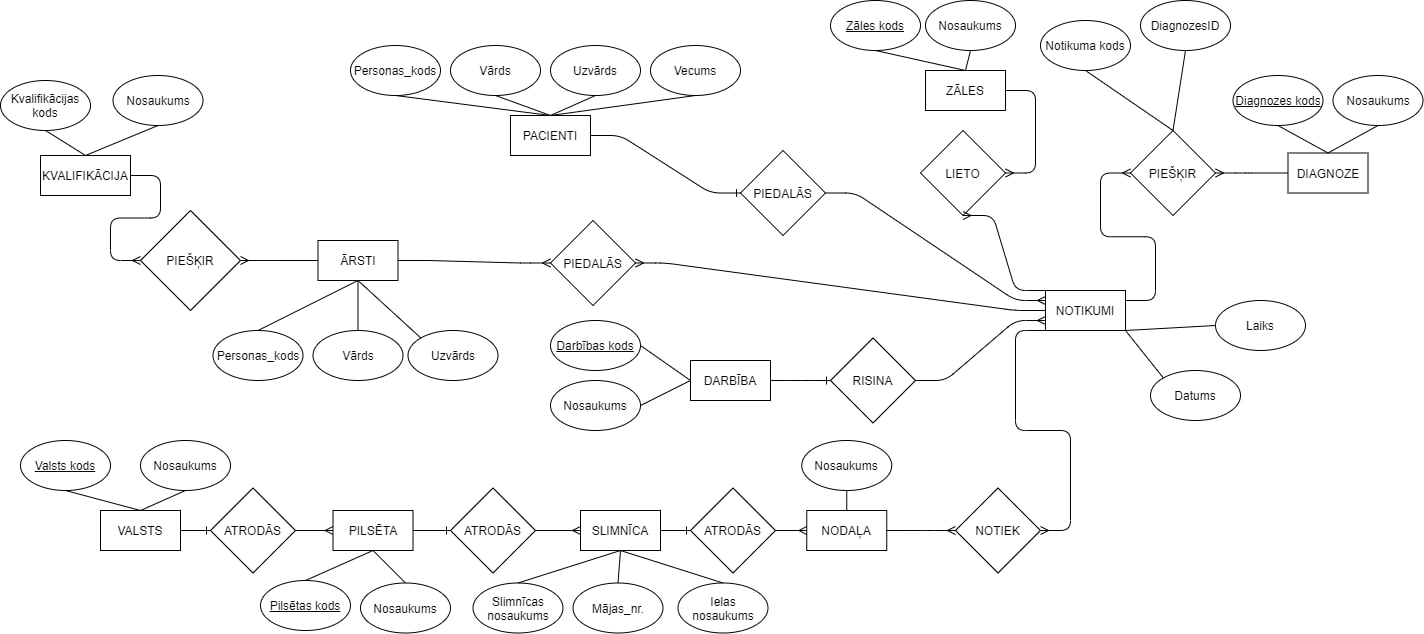 Zāles kods
Nosaukums
DiagnozesID
Notikuma kods
Personas_kods
Vārds
Uzvārds
Vecums
ZĀLES
Kvalifikācijas
kods
Nosaukums
Diagnozes kods
Nosaukums
PACIENTI
KVALIFIKĀCIJA
LIETO
PIEŠĶIR
DIAGNOZE
PIEDALĀS
PIEŠĶIR
ĀRSTI
PIEDALĀS
NOTIKUMI
Laiks
Personas_kods
Vārds
Uzvārds
Darbības kods
DARBĪBA
RISINA
Datums
Nosaukums
Valsts kods
Nosaukums
Nosaukums
VALSTS
ATRODĀS
PILSĒTA
ATRODĀS
SLIMNĪCA
ATRODĀS
NODAĻA
NOTIEK
Pilsētas kods
Nosaukums
Slimnīcas
nosaukums
Mājas_nr.
Ielas
nosaukums